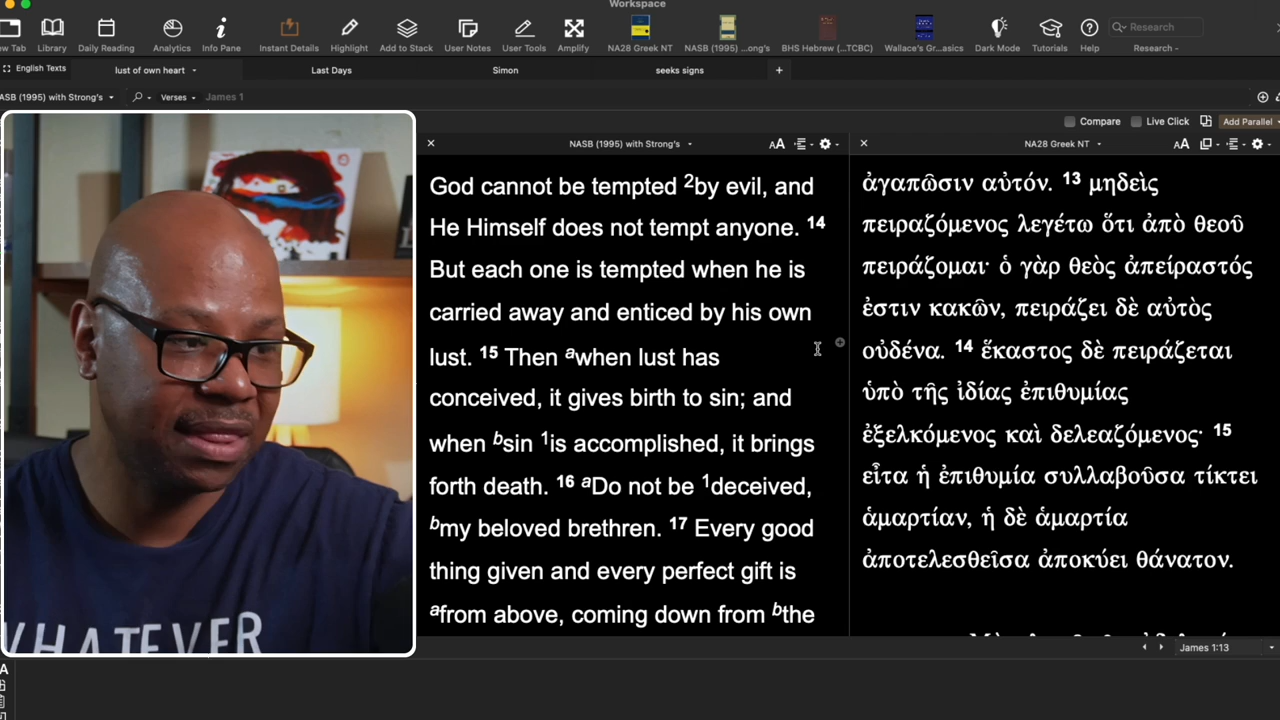 Workspace
ew Tab
Library
Daily Reading
Analytics
Info Pane
Instant Details
Highlight
Add to Stack
User Notes
User Tools
Amplify
NA28 Greek NT
NASB (1995) ...ong's
BHS Hebrew (...TCBC)
Wallace's Gr...asics
Dark Mode
Tutorials
Help
Research
Research
English Texts
lust of own heart
Last Days
Simon
seeks signs
ASB (1995) with Strong's
Verses
James 1
Compare
Live Click
Add Parallel
NASB (1995) with Strong's
God cannot be tempted 2by evil, and
He Himself does not tempt anyone. 14
But each one is tempted when he is
carried away and enticed by his own
lust. 15 Then awhen lust has
conceived, it gives birth to sin; and
when bsin 1is accomplished, it brings
forth death. 16 aDo not be 1deceived,
bmy beloved brethren. 17 Every good
thing given and every perfect gift is
afrom above, coming down from bthe
NA28 Greek NT
ἀγαπῶσιν αὐτόν. 13 μηδεὶς
πειραζόμενος λεγέτω ὅτι ἀπὸ θεοῦ
πειράζομαι· ὁ γὰρ θεὸς ἀπείραστός
ἐστιν κακῶν, πειράζει δὲ αὐτὸς
οὐδένα. 14 ἕκαστος δὲ πειράζεται
ὑπὸ τῆς ἰδίας ἐπιθυμίας
ἐξελκόμενος καὶ δελεαζόμενος· 15
εἶτα ἡ ἐπιθυμία συλλαβοῦσα τίκτει
ἁμαρτίαν, ἡ δὲ ἁμαρτία
ἀποτελεσθεῖσα ἀποκύει θάνατον.
James 1:13
WHATEVER